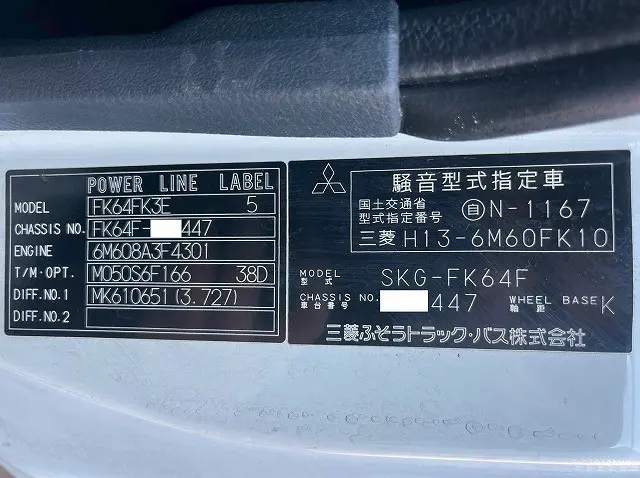 POWER LINE LABEL
MODEL FK64FK3E 5
CHASSIS NO. FK64F- 447
ENGINE 6M608A3F4301
T/M・OPT. M050S6F166 38D
DIFF.NO.1 MK610651 (3.727)
DIFF.NO.2
騒音型式指定車
国土交通省
型式指定番号 自 N-1167
三菱 H13-6M60FK10
MODEL
型式 SKG-FK64F
CHASSIS NO.
車台番号 447
WHEEL BASE
軸距 K
三菱ふそうトラック・バス株式会社